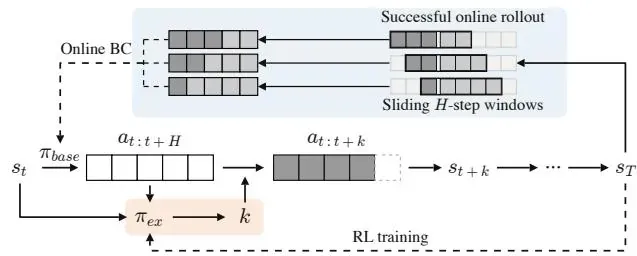 Successful online rollout
Online BC
Sliding H-step windows
π_base
a_{t:t+H}
a_{t:t+k}
s_t
s_{t+k}
...
s_T
π_ex
k
RL training